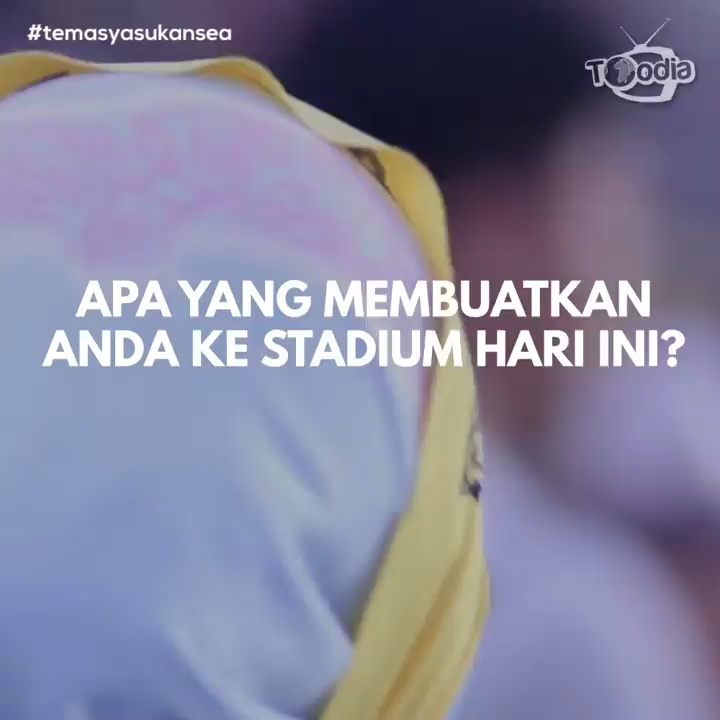 #temasyasukansea
Toodia
APA YANG MEMBUATKAN
ANDA KE STADIUM HARI INI?